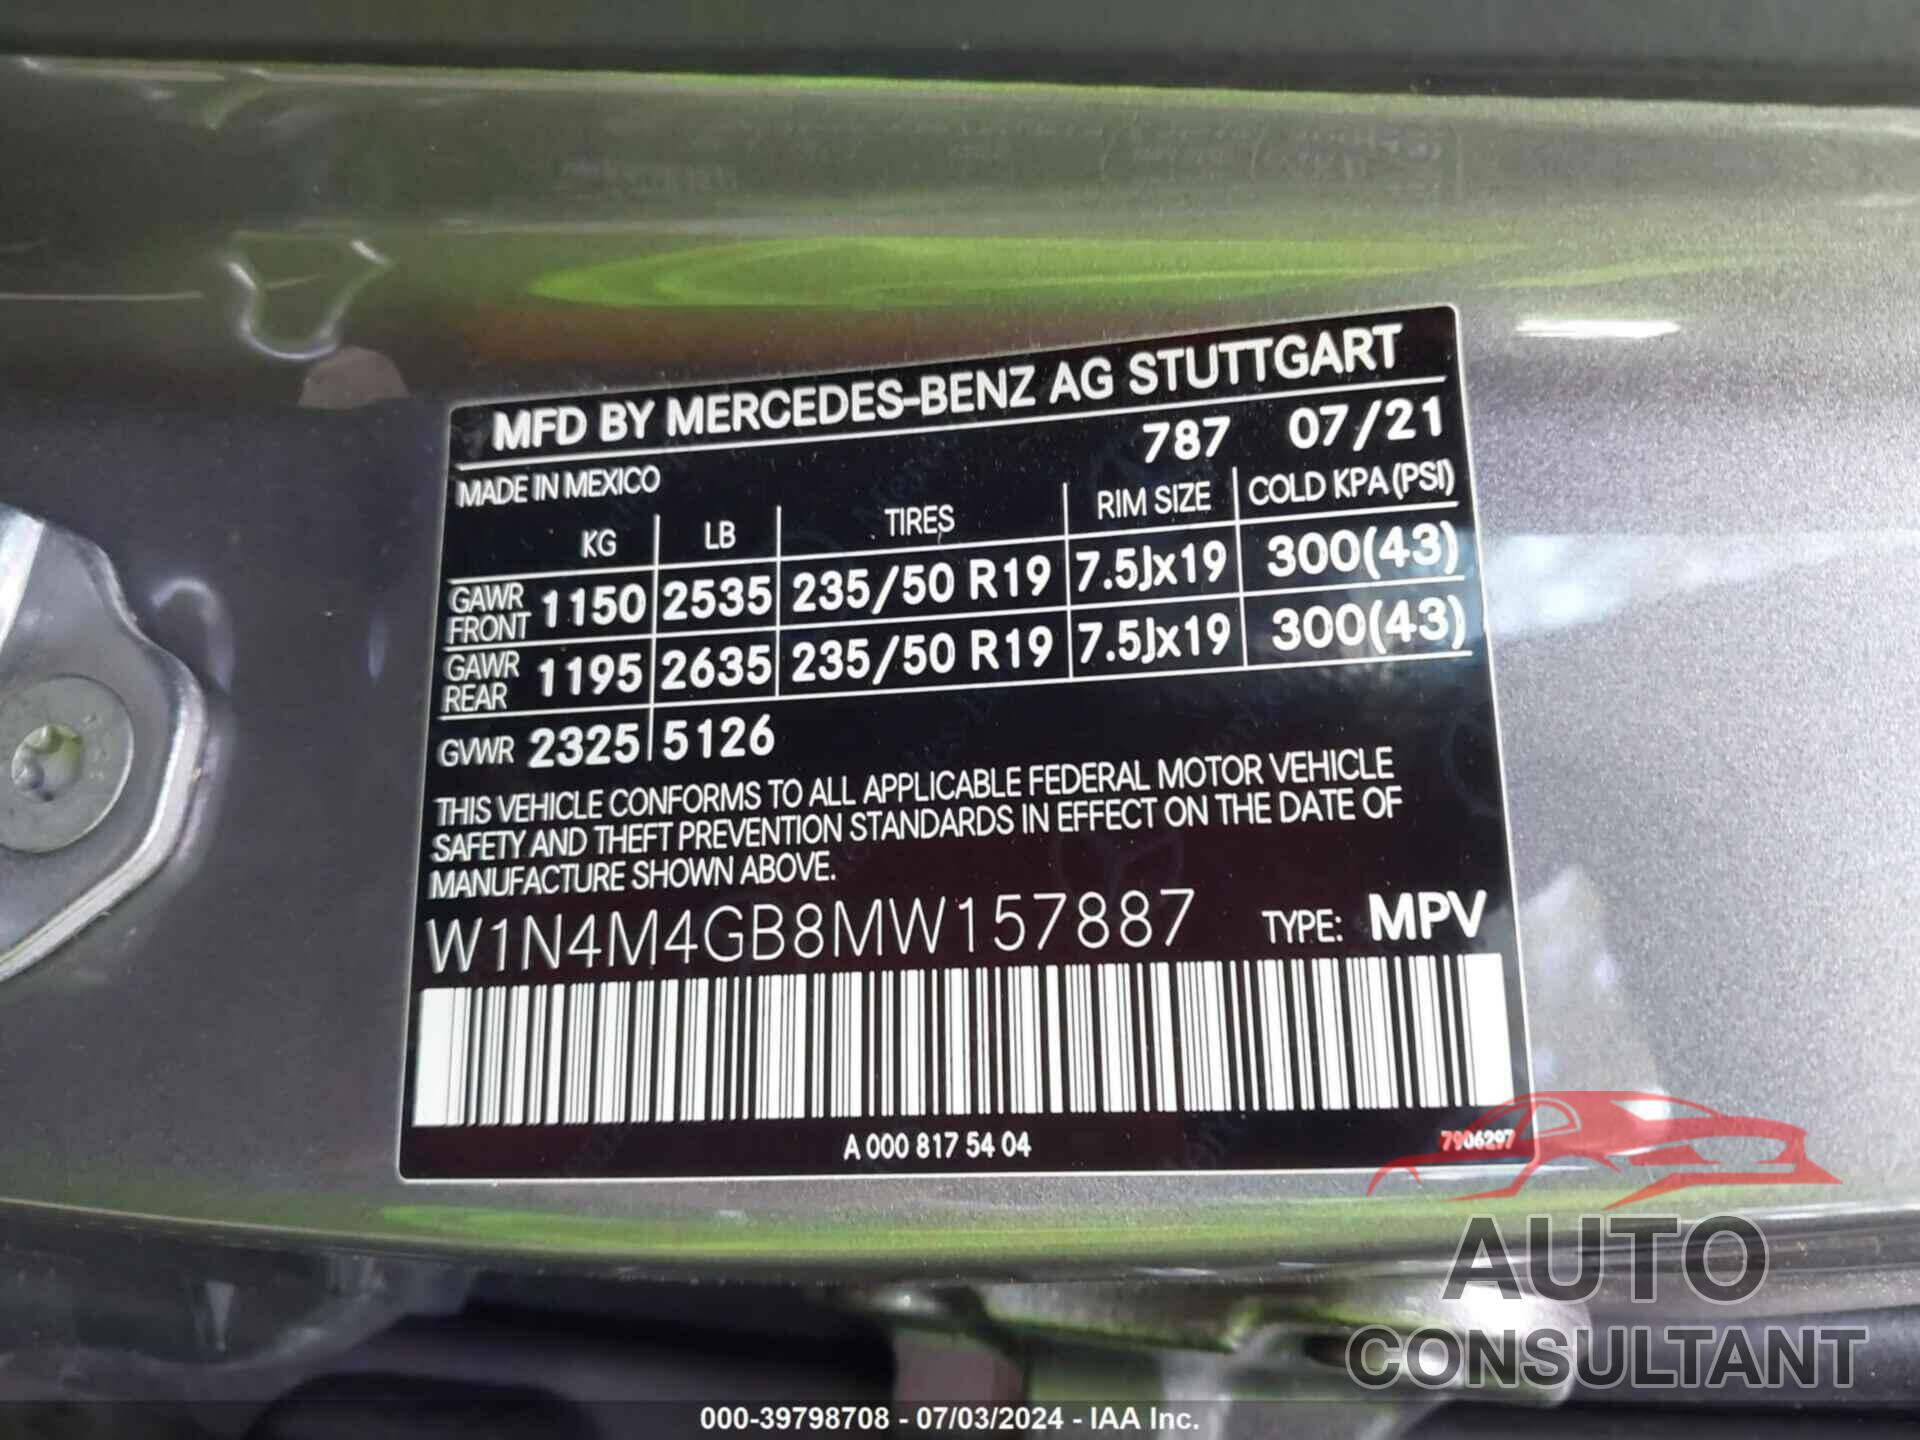 MFD BY MERCEDES-BENZ AG STUTTGART
MADE IN MEXICO 787 07/21
KG LB TIRES RIM SIZE COLD KPA (PSI)
GAWR FRONT 1150 2535 235/50 R19 7.5Jx19 300(43)
GAWR REAR 1195 2635 235/50 R19 7.5Jx19 300(43)
GVWR 2325 5126
THIS VEHICLE CONFORMS TO ALL APPLICABLE FEDERAL MOTOR VEHICLE
SAFETY AND THEFT PREVENTION STANDARDS IN EFFECT ON THE DATE OF
MANUFACTURE SHOWN ABOVE.
W1N4M4GB8MW157887 TYPE: MPV
A 000 817 54 04 7906297
AUTO
CONSULTANT
000-39798708 - 07/03/2024 - IAA Inc.